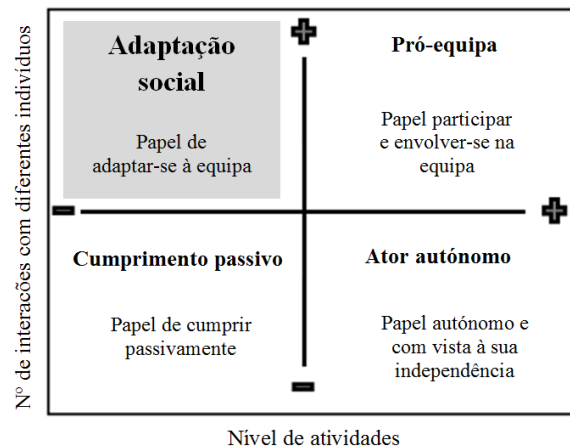 Adaptação
social
Papel de
adaptar-se à equipa
Pró-equipa
Papel participar
e envolver-se na
equipa
Cumprimento passivo
Papel de cumprir
passivamente
Ator autónomo
Papel autónomo e
com vista à sua
independência
Nº de interacões com diferentes indivíduos
Nível de atividades